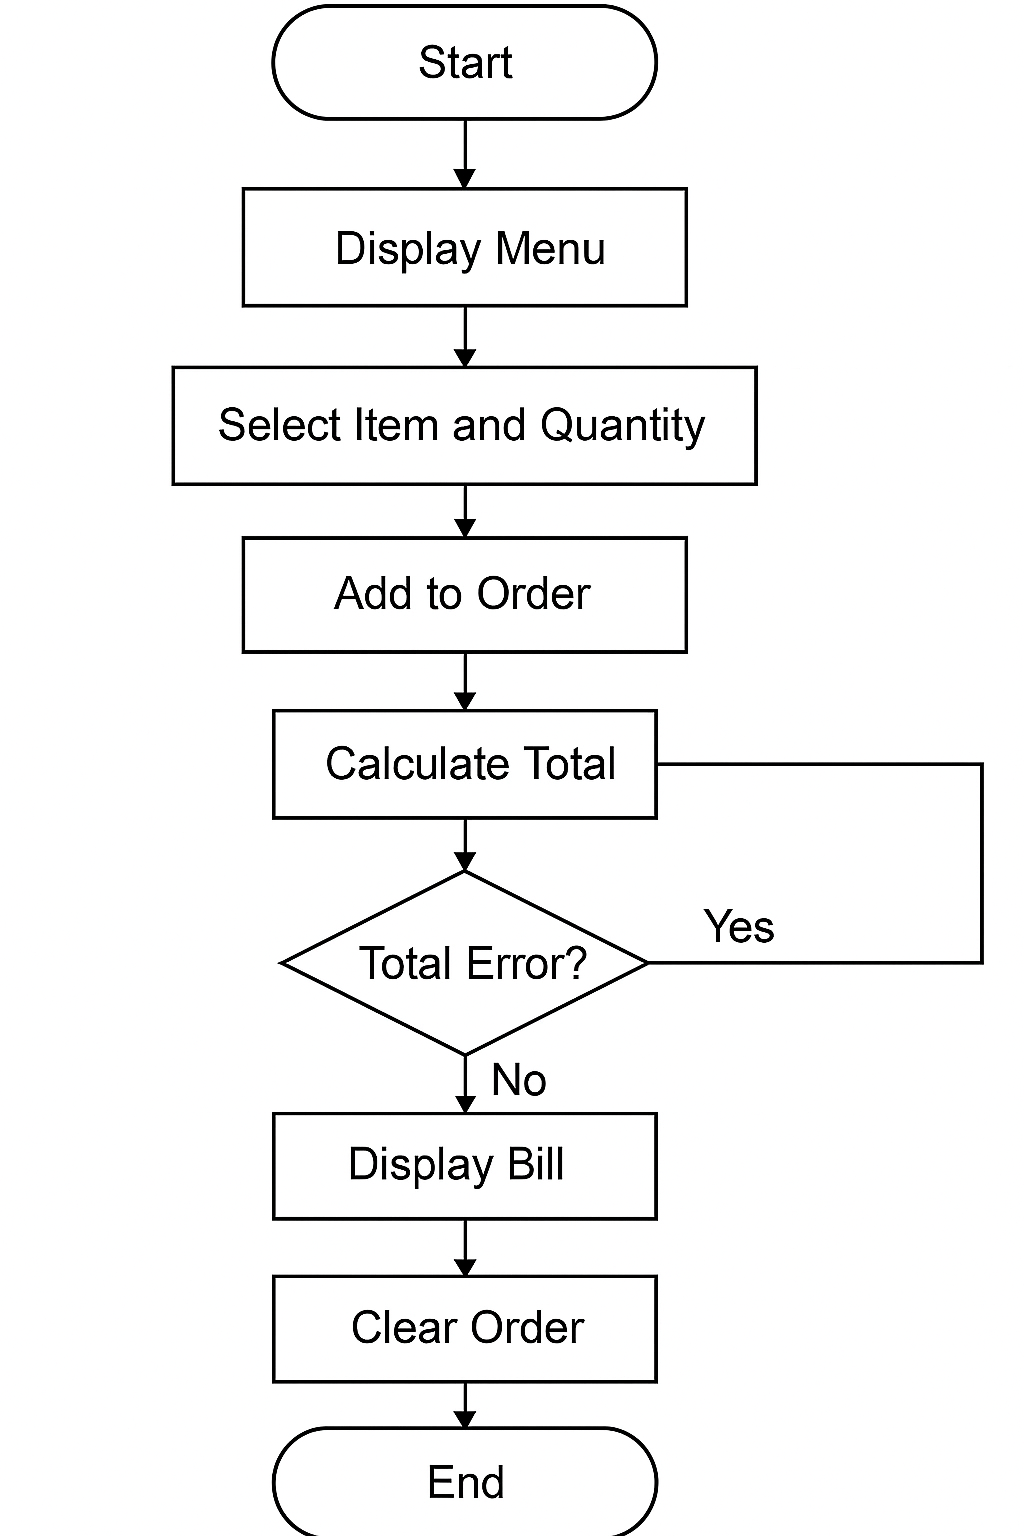 Start
Display Menu
Select Item and Quantity
Add to Order
Calculate Total
Total Error?
Yes
No
Display Bill
Clear Order
End